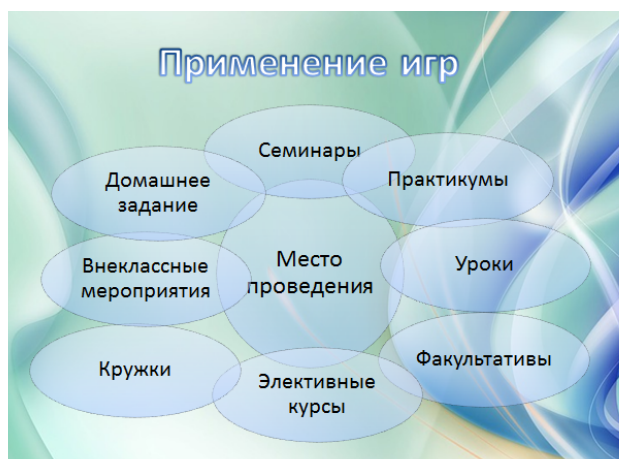 Применение игр
Семинары
Практикумы
Уроки
Факультативы
Элективные
курсы
Кружки
Внеклассные
мероприятия
Домашнее
задание
Место
проведения